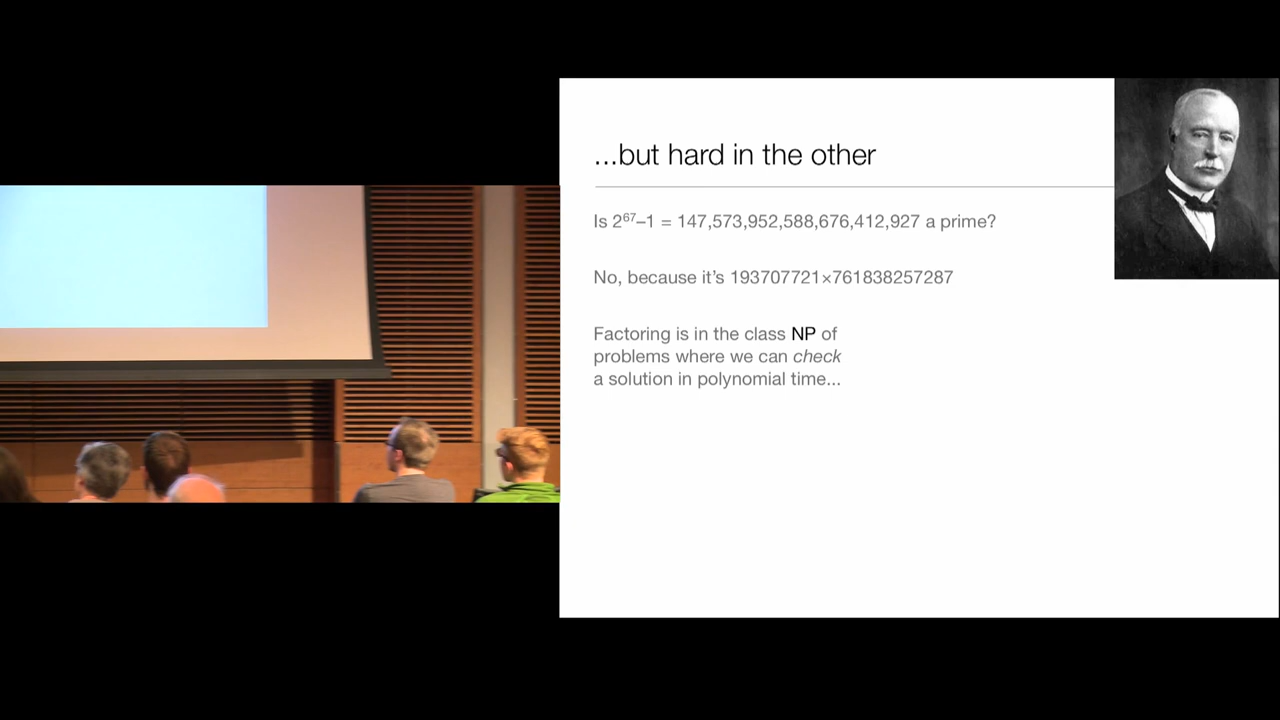 ...but hard in the other
Is 2⁶⁷–1 = 147,573,952,588,676,412,927 a prime?
No, because it's 193707721×761838257287
Factoring is in the class NP of
problems where we can check
a solution in polynomial time...